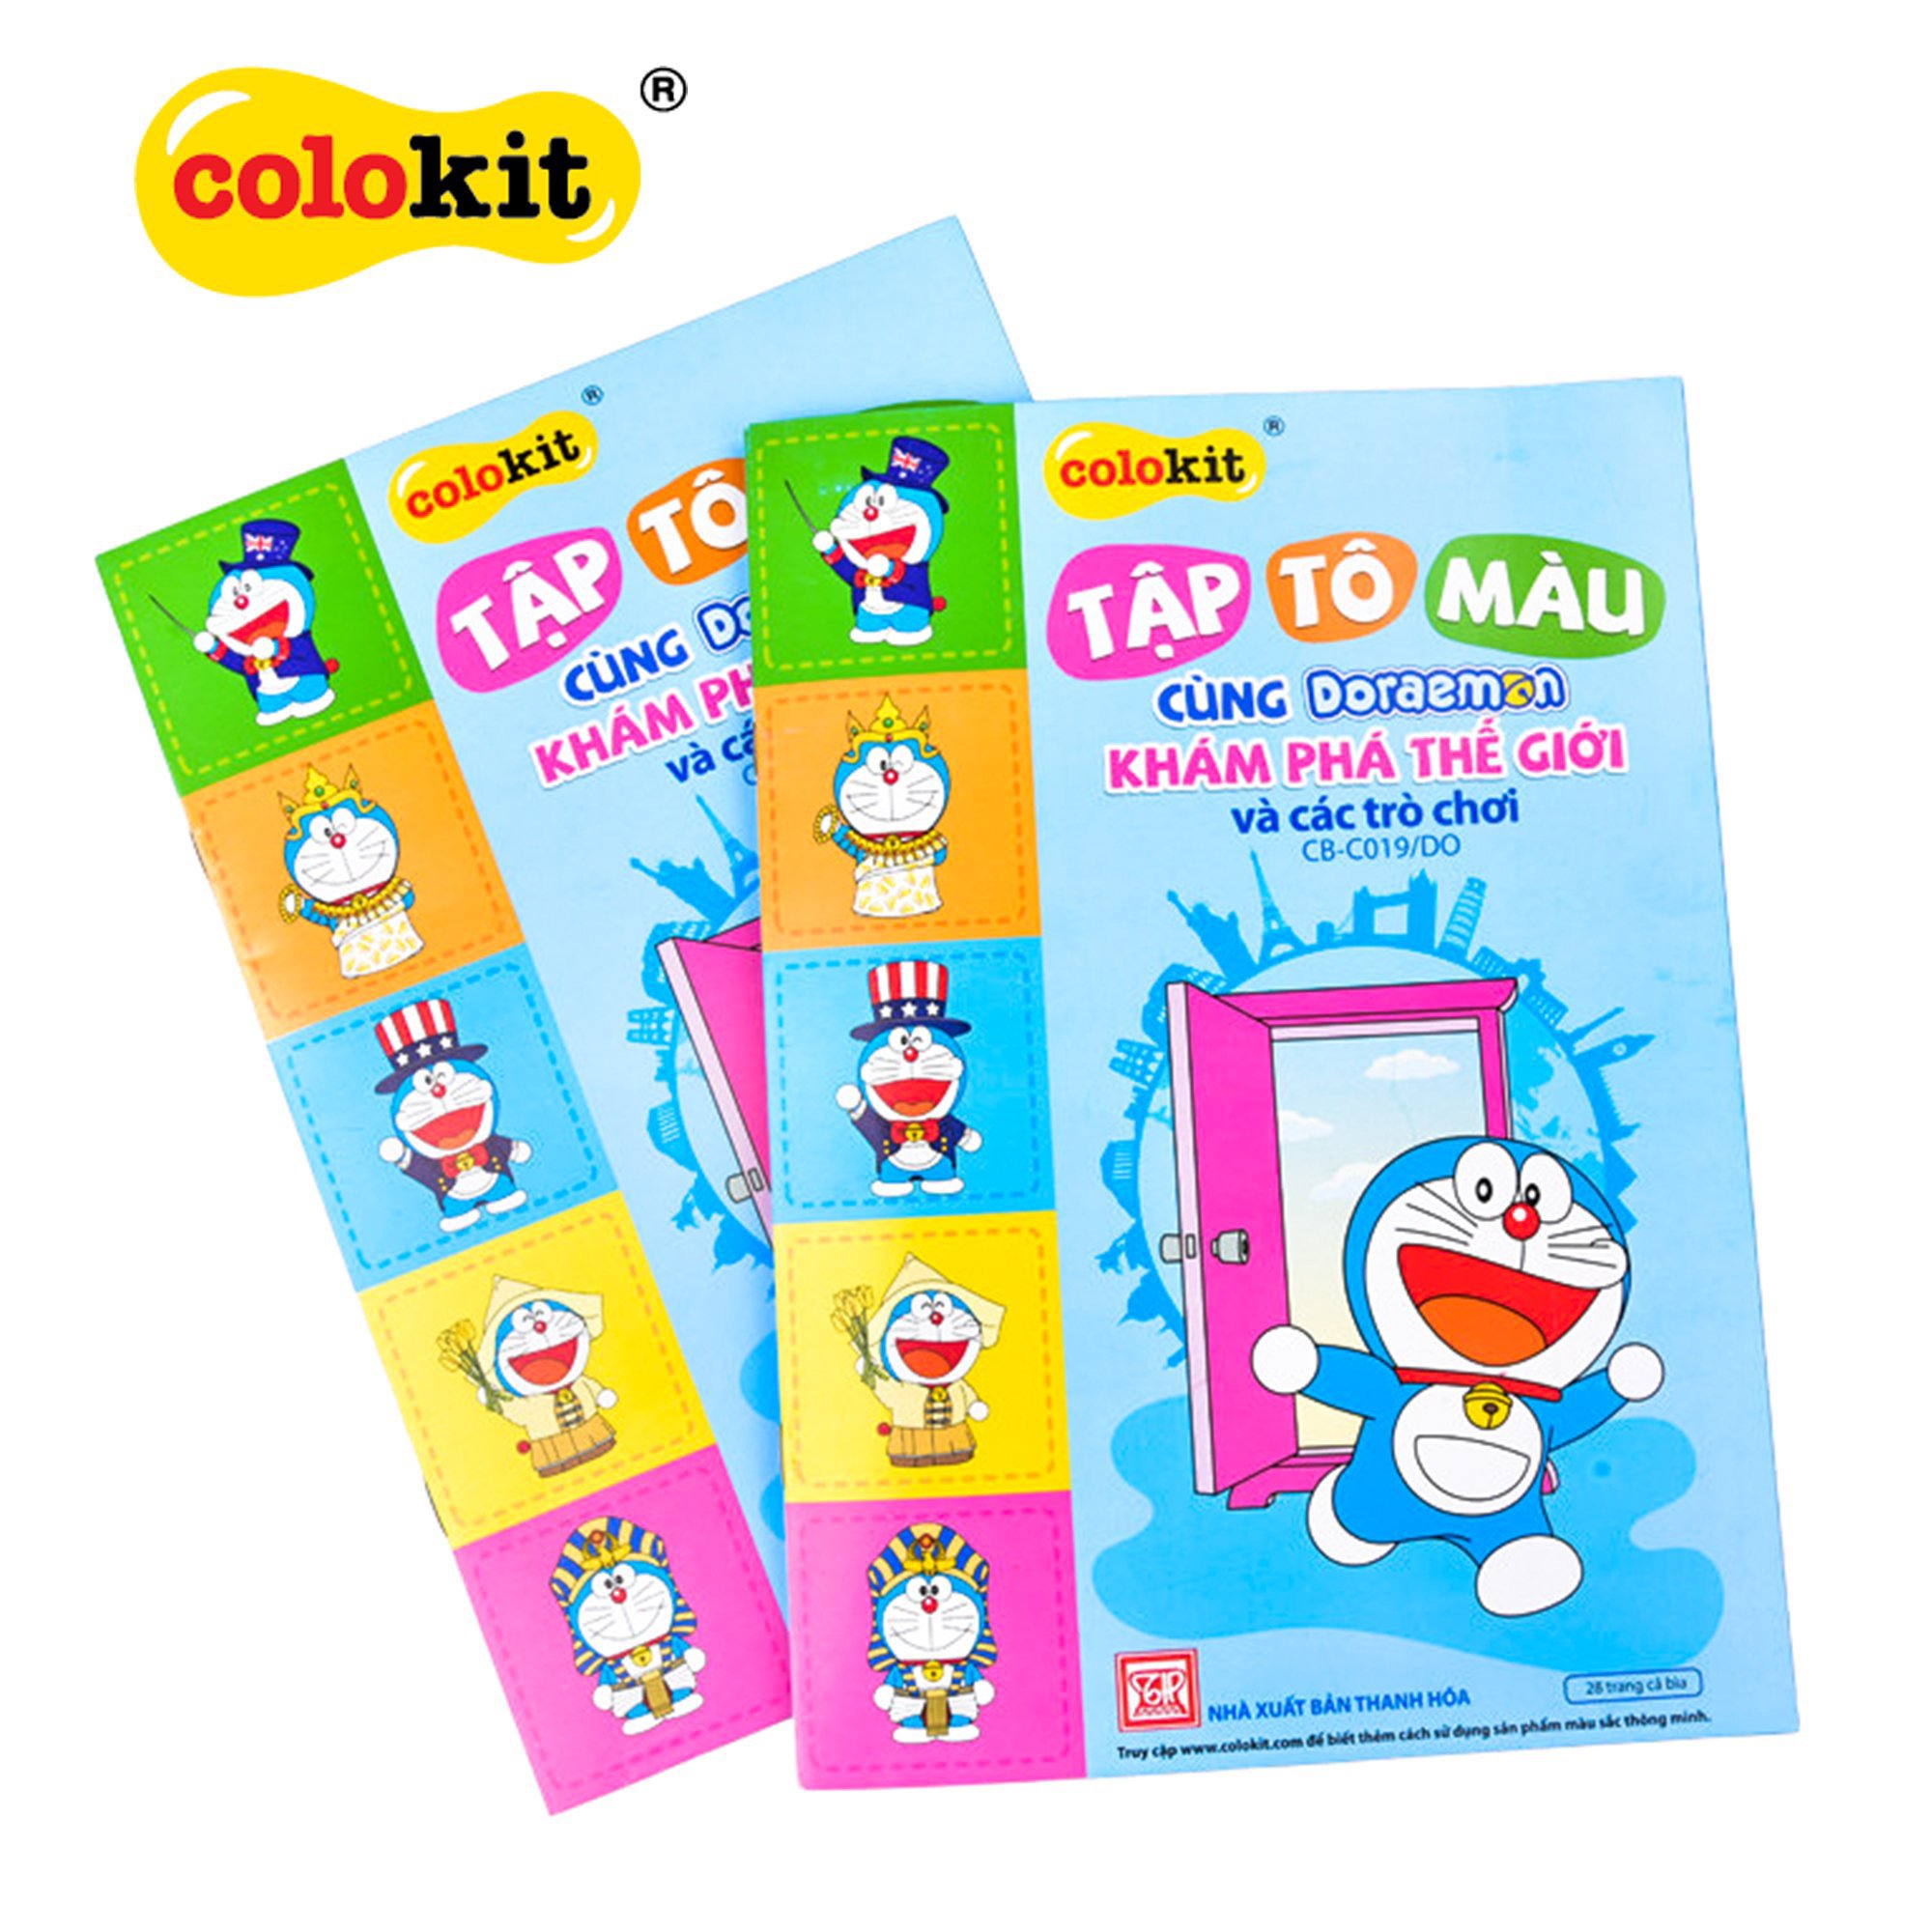 colokit ®
colokit ®
TẬP TÔ
CÙNG
KHÁM PH
và cá
colokit ®
TẬP TÔ MÀU
CÙNG Doraemon
KHÁM PHÁ THẾ GIỚI
và các trò chơi
CB-C019/DO
NHÀ XUẤT BẢN THANH HÓA
28 trang cả bìa
Truy cập www.colokit.com để biết thêm cách sử dụng sản phẩm màu sắc thông minh.